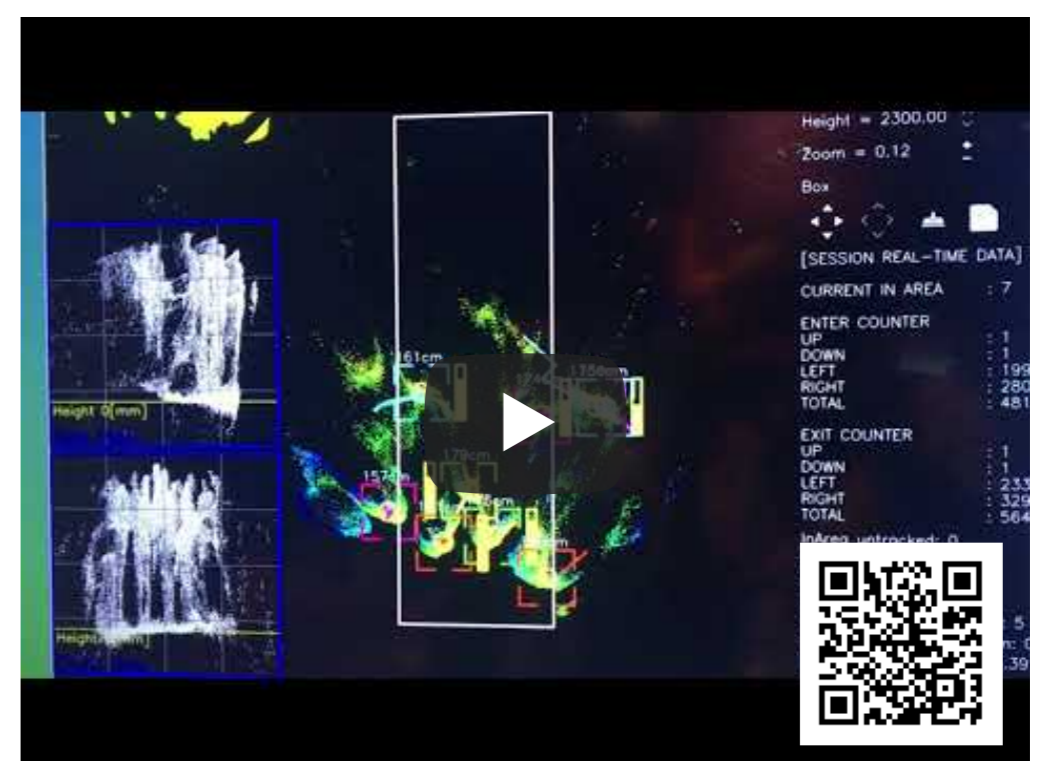 Height = 2300.00
Zoom = 0.12
Box
[SESSION REAL-TIME DATA]
CURRENT IN AREA : 7
ENTER COUNTER
UP : 1
DOWN : 1
LEFT : 199
RIGHT : 280
TOTAL : 481
EXIT COUNTER
UP : 1
DOWN : 1
LEFT : 233
RIGHT : 329
TOTAL : 564
InArea untracked: 0
: 5
161cm
179cm
157cm
Height 0[mm]